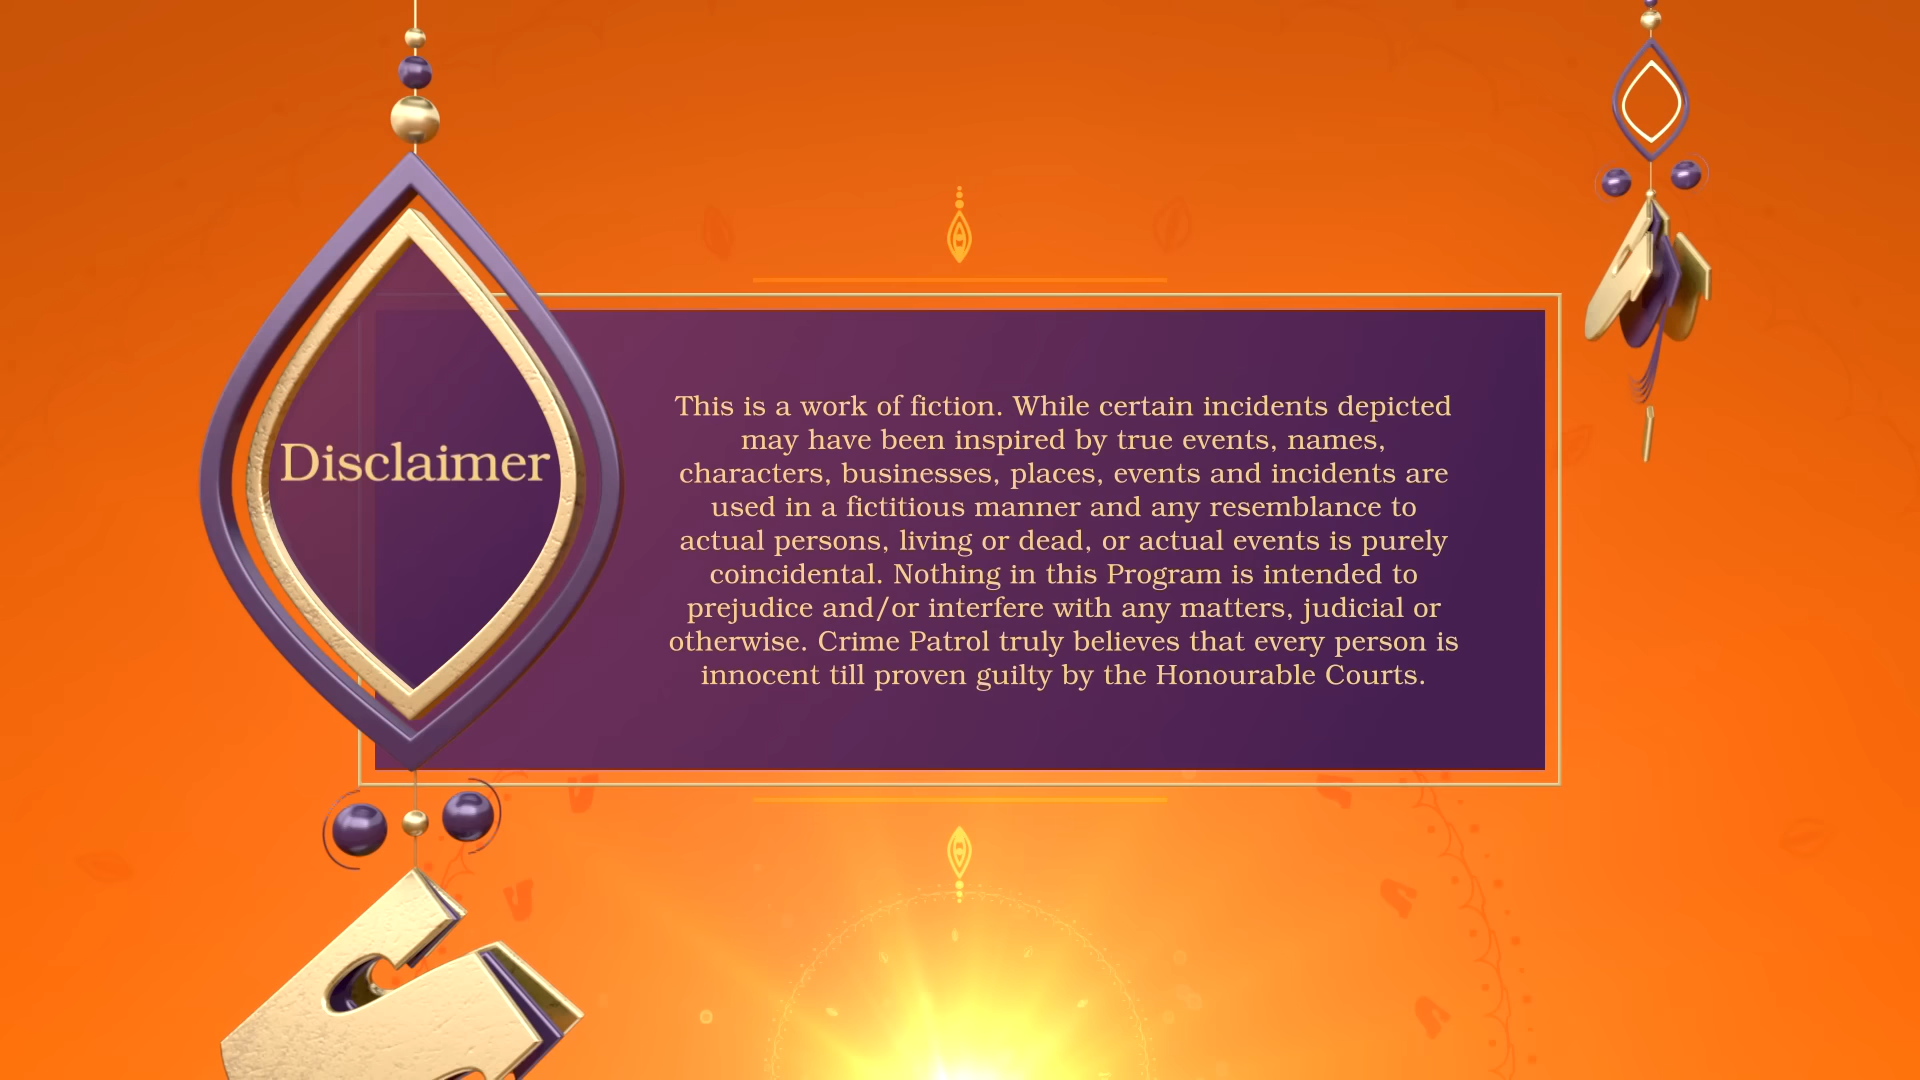 Disclaimer
This is a work of fiction. While certain incidents depicted
may have been inspired by true events, names,
characters, businesses, places, events and incidents are
used in a fictitious manner and any resemblance to
actual persons, living or dead, or actual events is purely
coincidental. Nothing in this Program is intended to
prejudice and/or interfere with any matters, judicial or
otherwise. Crime Patrol truly believes that every person is
innocent till proven guilty by the Honourable Courts.